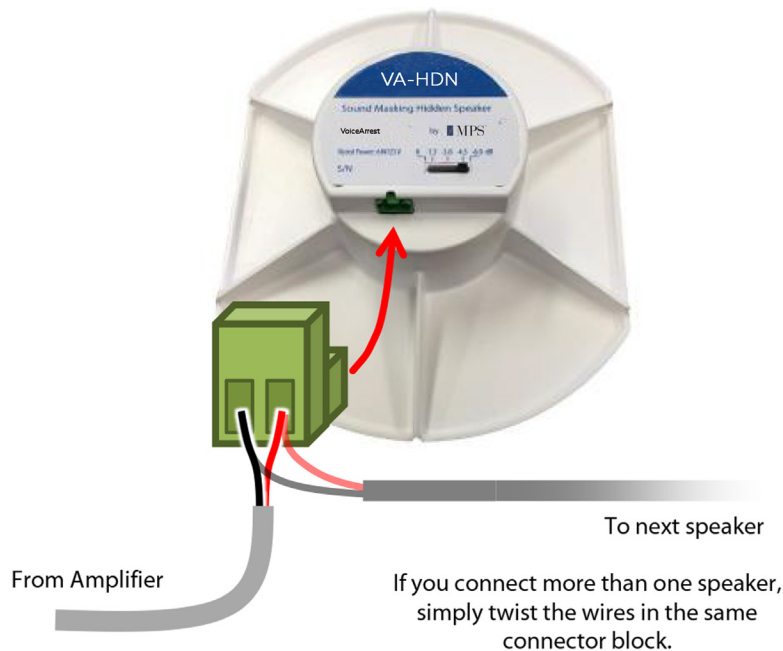 VA-HDN
Sound Masking Hidden Speaker
VoiceArrest by MPS
S/N
To next speaker
From Amplifier
If you connect more than one speaker,
simply twist the wires in the same
connector block.